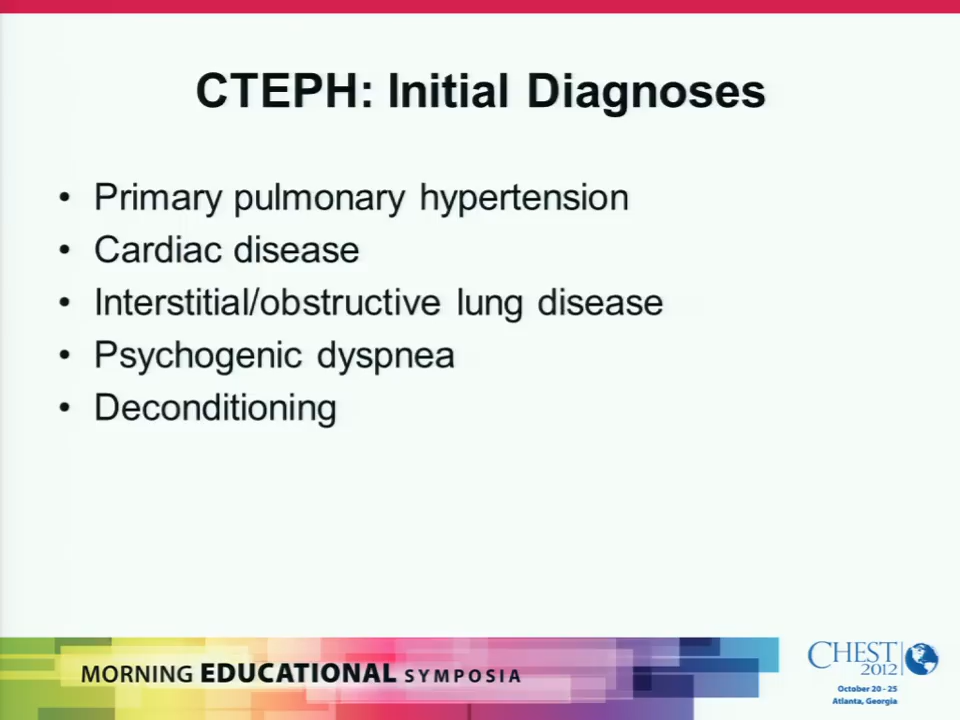 CTEPH: Initial Diagnoses
• Primary pulmonary hypertension
• Cardiac disease
• Interstitial/obstructive lung disease
• Psychogenic dyspnea
• Deconditioning
MORNING EDUCATIONAL SYMPOSIA
CHEST
2012
October 20 - 25
Atlanta, Georgia